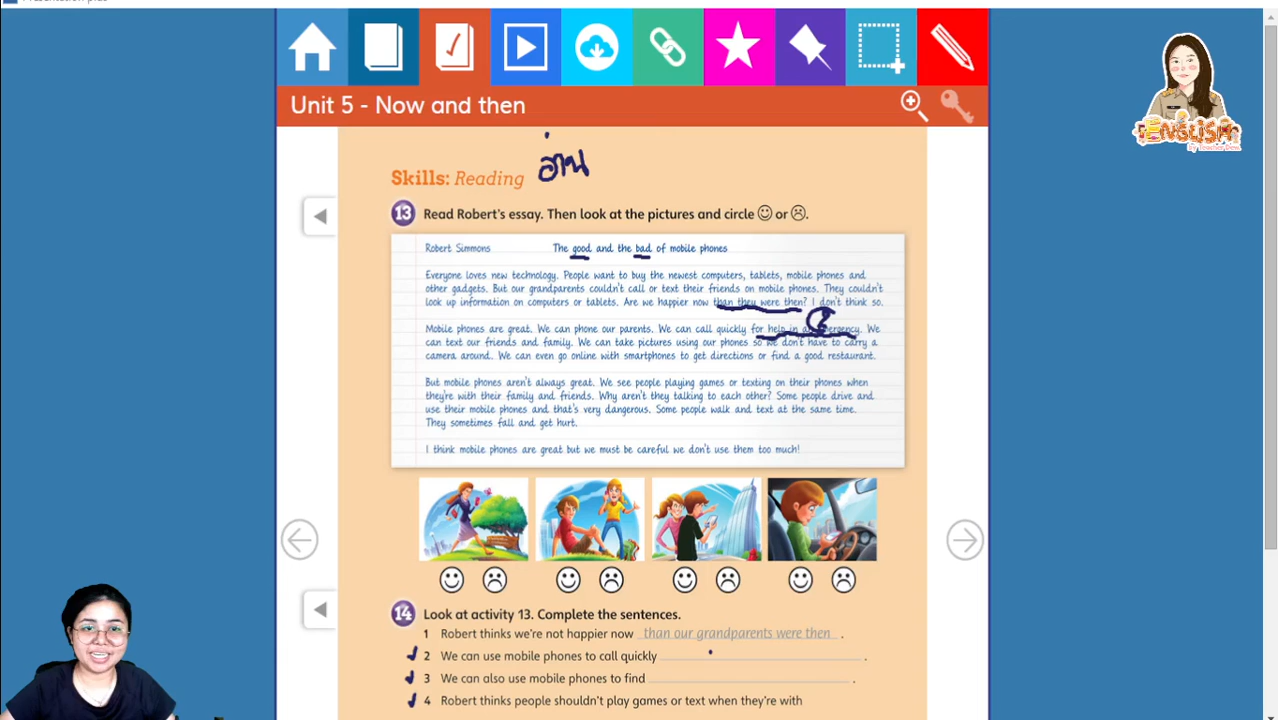 Presentation plus
Unit 5 - Now and then
ENGLISH
by Teacher
Skills: Reading อ่าน
13 Read Robert's essay. Then look at the pictures and circle or .
Robert Simmons The good and the bad of mobile phones
Everyone loves new technology. People want to buy the newest computers, tablets, mobile phones and
other gadgets. But our grandparents couldn't call or text their friends on mobile phones. They couldn't
look up information on computers or tablets. Are we happier now than they were then? I don't think so.
2
Mobile phones are great. We can phone our parents. We can call quickly for help in an emergency. We
can text our friends and family. We can take pictures using our phones so we don't have to carry a
camera around. We can even go online with smartphones to get directions or find a good restaurant.
But mobile phones aren't always great. We see people playing games or texting on their phones when
they're with their family and friends. Why aren't they talking to each other? Some people drive and
use their mobile phones and that's very dangerous. Some people walk and text at the same time.
They sometimes fall and get hurt.
I think mobile phones are great but we must be careful we don't use them too much!
14 Look at activity 13. Complete the sentences.
1 Robert thinks we're not happier now than our grandparents were then .
2 We can use mobile phones to call quickly .
3 We can also use mobile phones to find .
4 Robert thinks people shouldn't play games or text when they're with